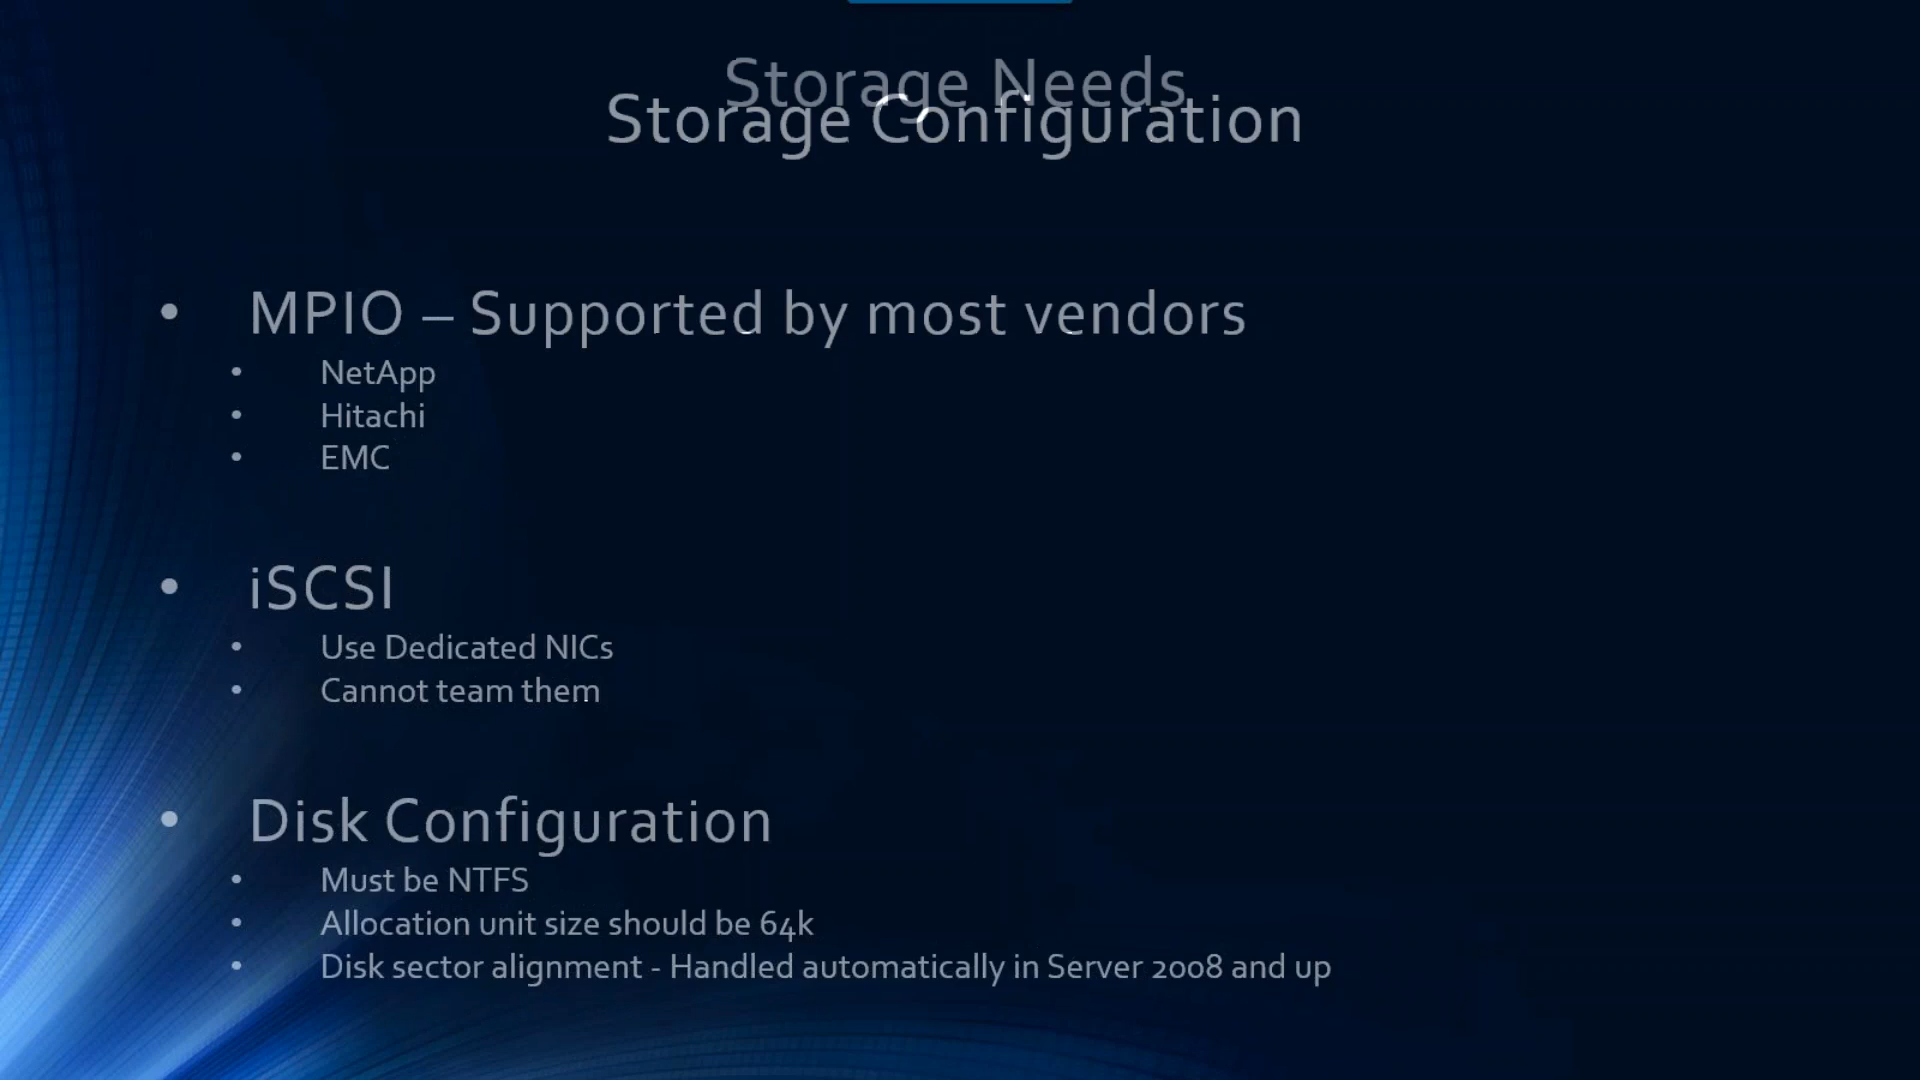 Storage Needs
Storage Configuration
• MPIO – Supported by most vendors
• NetApp
• Hitachi
• EMC
• iSCSI
• Use Dedicated NICs
• Cannot team them
• Disk Configuration
• Must be NTFS
• Allocation unit size should be 64k
• Disk sector alignment - Handled automatically in Server 2008 and up